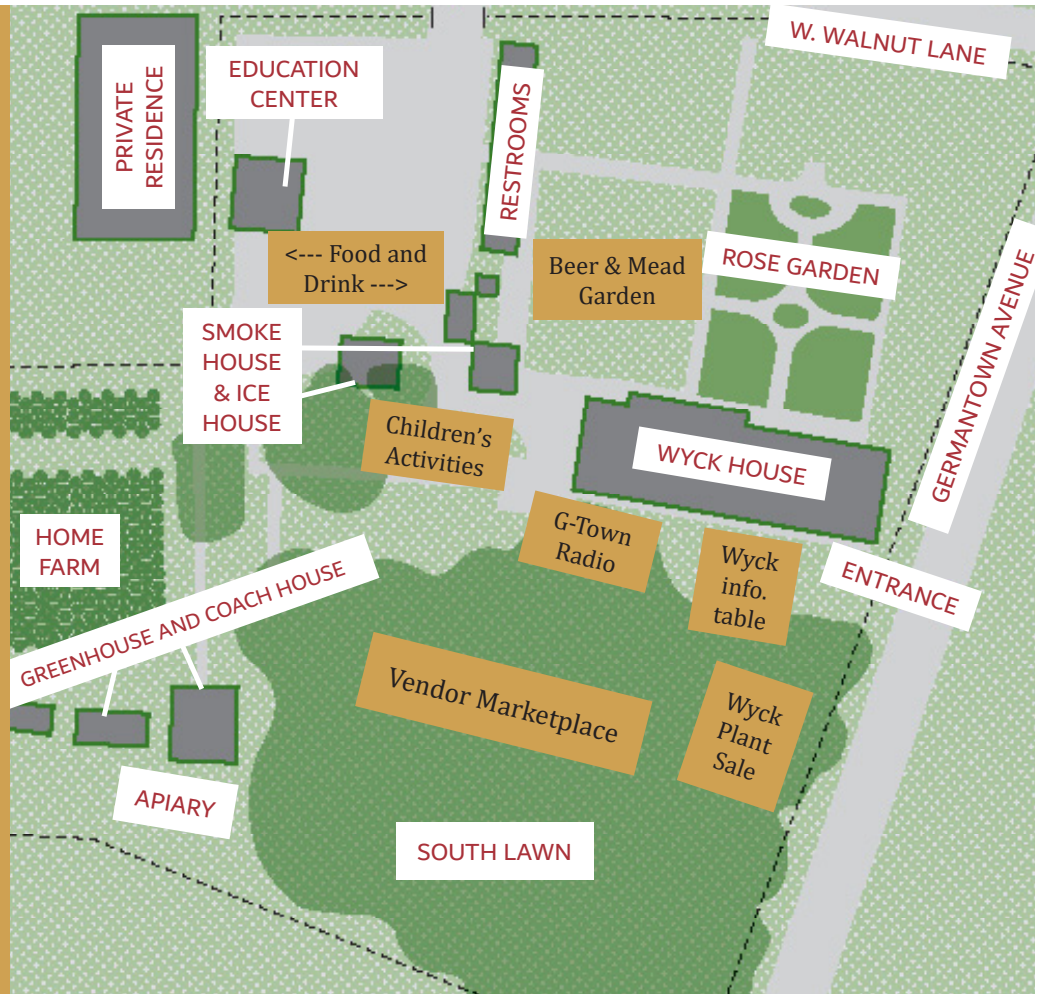 W. WALNUT LANE
PRIVATE
RESIDENCE
EDUCATION
CENTER
RESTROOMS
<--- Food and
Drink --->
Beer & Mead
Garden
ROSE GARDEN
GERMANTOWN AVENUE
SMOKE
HOUSE
& ICE
HOUSE
Children's
Activities
WYCK HOUSE
HOME
FARM
G-Town
Radio
Wyck
info.
table
ENTRANCE
GREENHOUSE AND COACH HOUSE
Vendor Marketplace
Wyck
Plant
Sale
APIARY
SOUTH LAWN